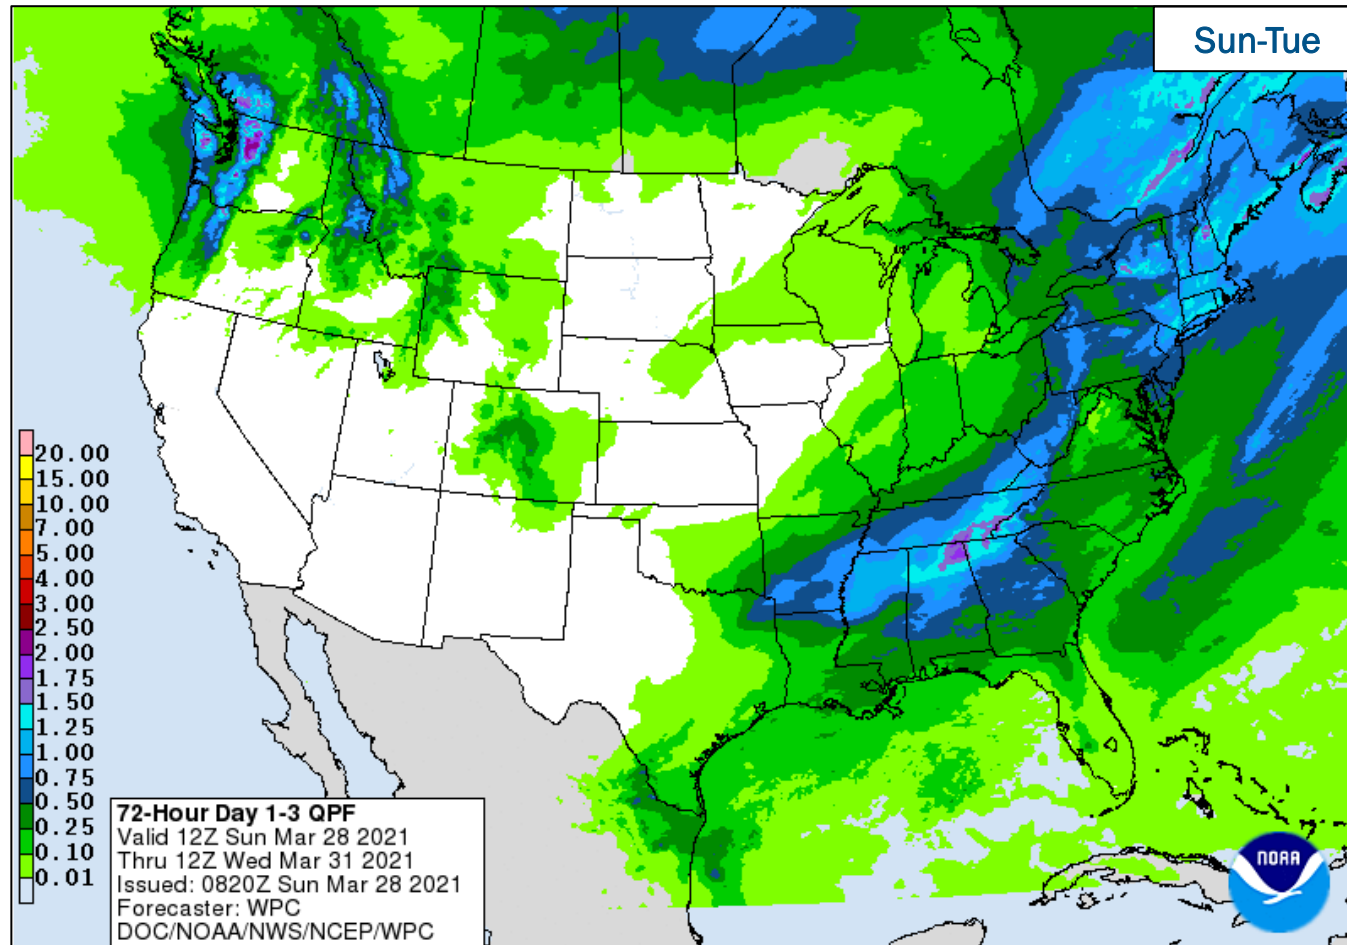 Sun-Tue
20.00
15.00
10.00
7.00
5.00
4.00
3.00
2.50
2.00
1.75
1.50
1.25
1.00
0.75
0.50
0.25
0.10
0.01
72-Hour Day 1-3 QPF
Valid 12Z Sun Mar 28 2021
Thru 12Z Wed Mar 31 2021
Issued: 0820Z Sun Mar 28 2021
Forecaster: WPC
DOC/NOAA/NWS/NCEP/WPC
NOAA